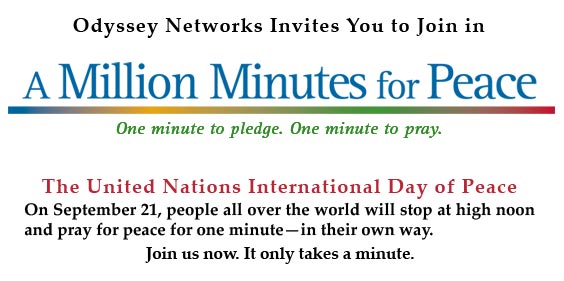 Odyssey Networks Invites You to Join in
A Million Minutes for Peace
One minute to pledge. One minute to pray.
The United Nations International Day of Peace
On September 21, people all over the world will stop at high noon
and pray for peace for one minute—in their own way.
Join us now. It only takes a minute.